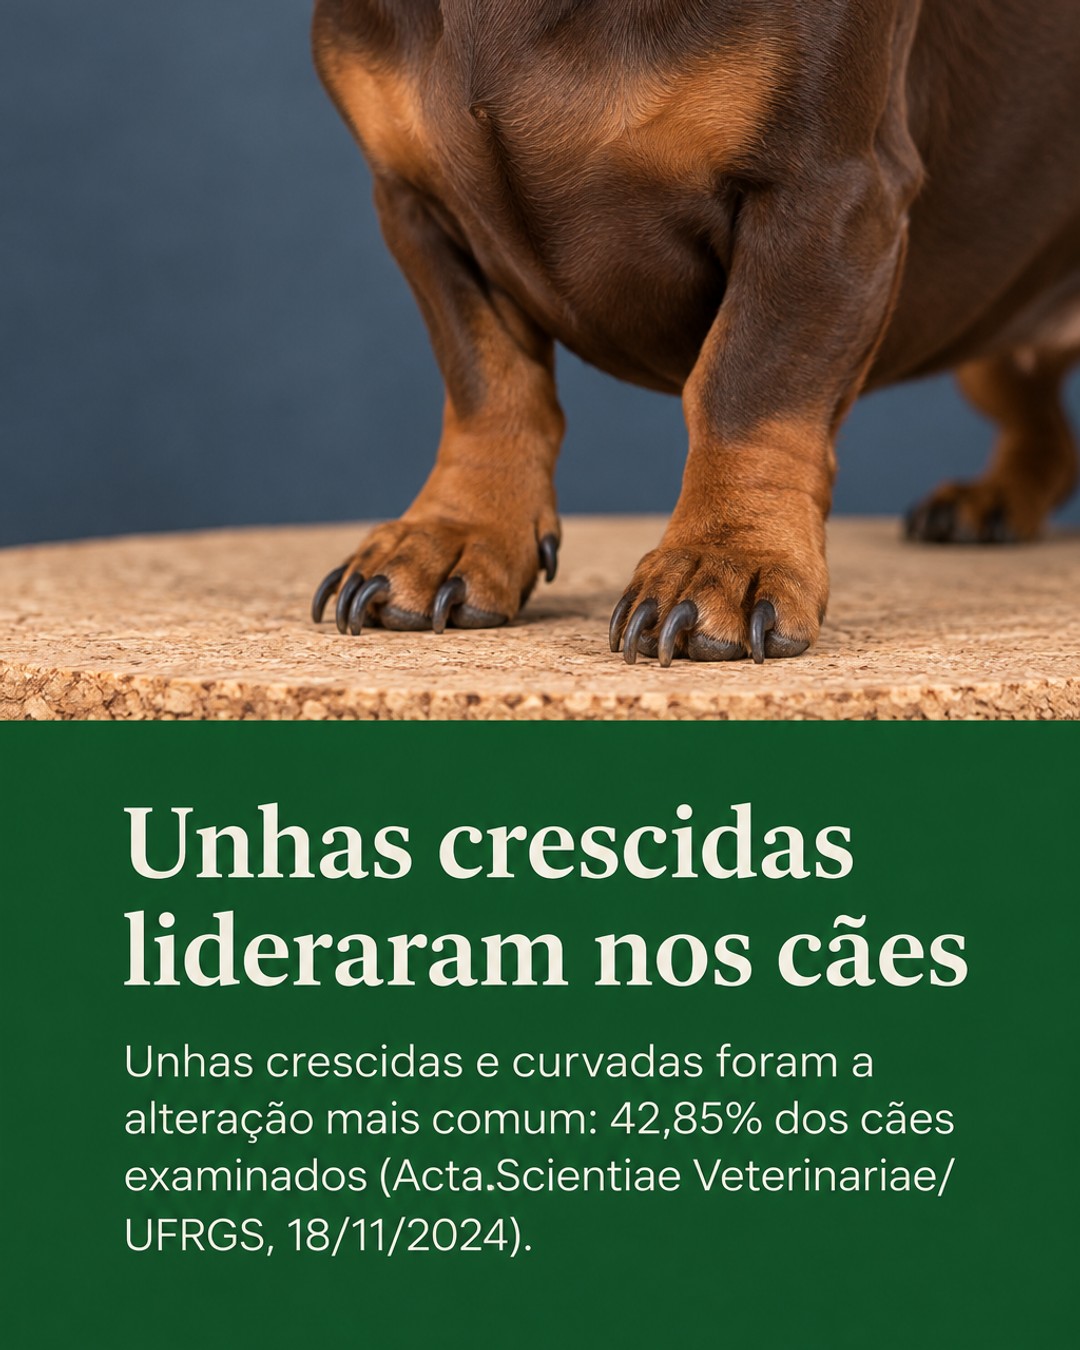 Unhas crescidas
lideraram nos cães
Unhas crescidas e curvadas foram a
alteração mais comum: 42,85% dos cães
examinados (Acta.Scientiae Veterinariae/
UFRGS, 18/11/2024).